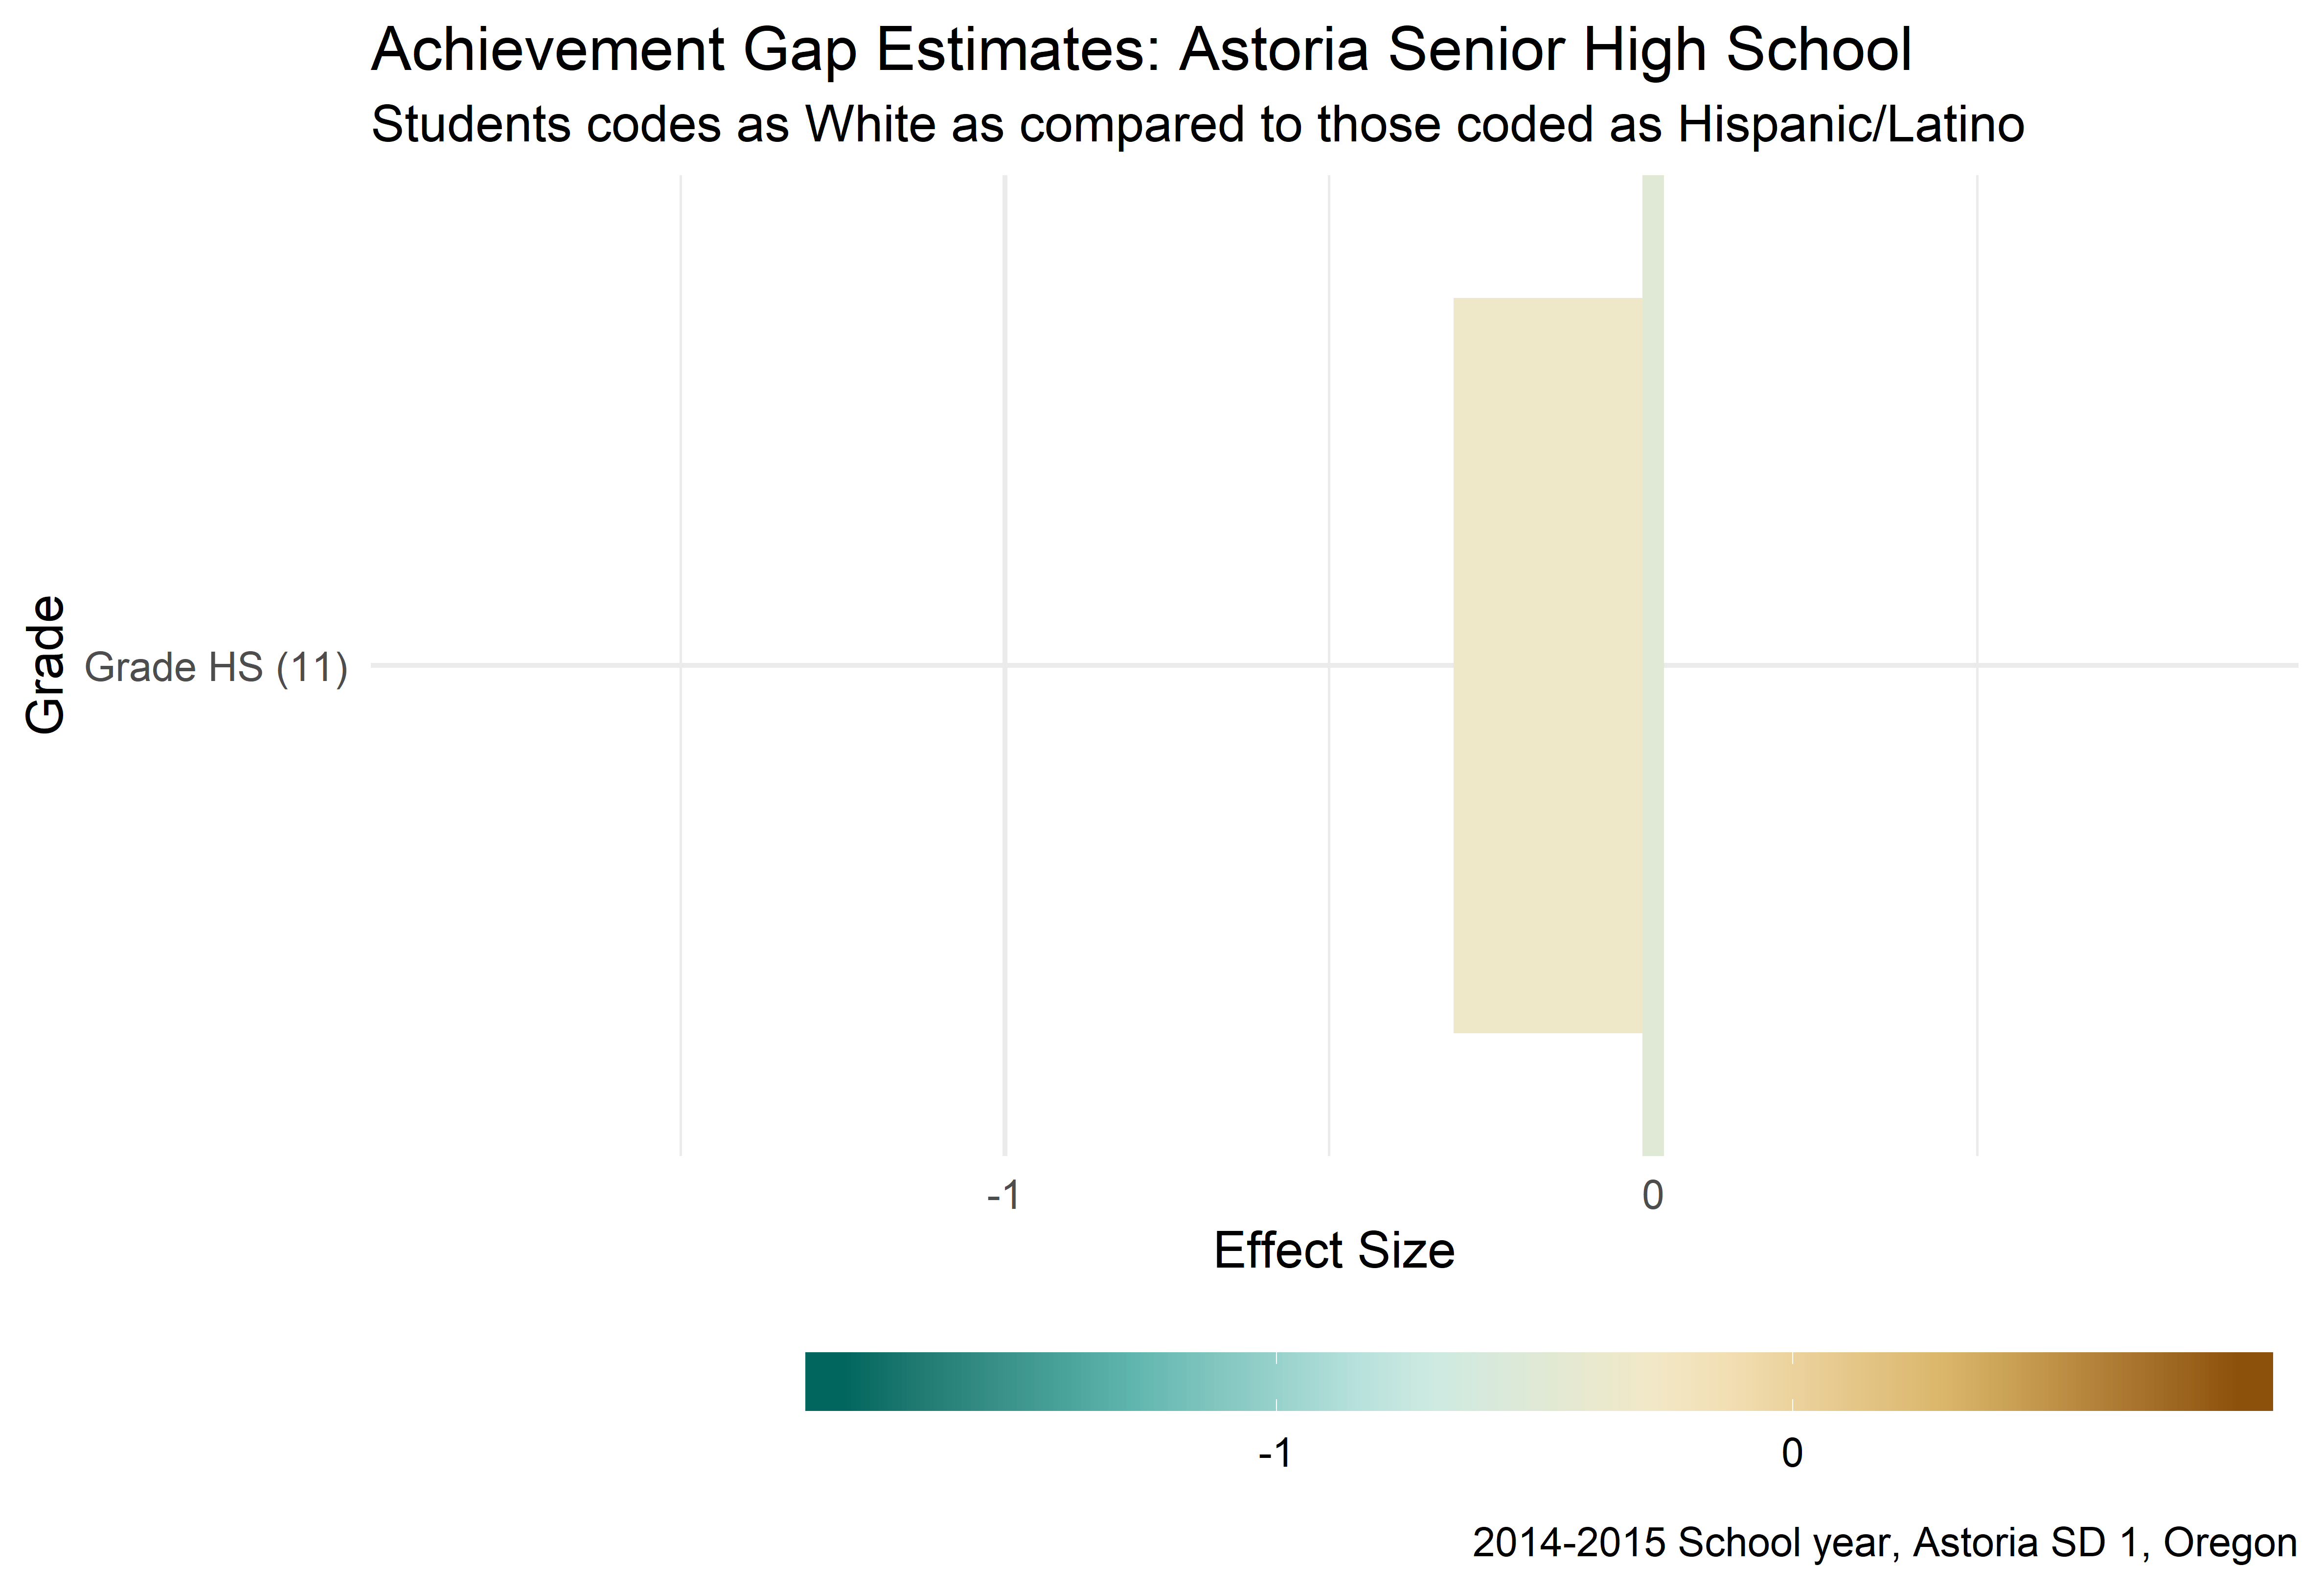 Achievement Gap Estimates: Astoria Senior High School
Students codes as White as compared to those coded as Hispanic/Latino
Grade
Grade HS (11)
-1
0
Effect Size
-1
0
2014-2015 School year, Astoria SD 1, Oregon